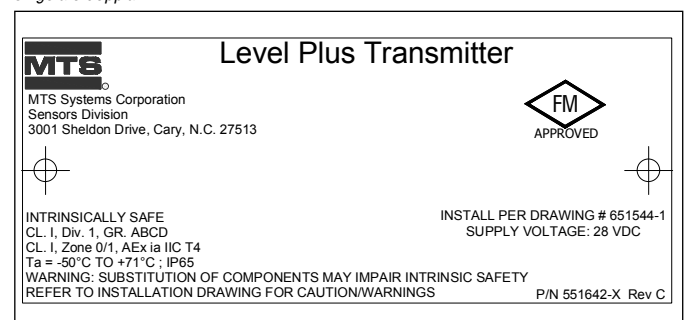 Level Plus Transmitter
MTS
MTS Systems Corporation
Sensors Division
3001 Sheldon Drive, Cary, N.C. 27513
FM
APPROVED
INTRINSICALLY SAFE
CL. I, Div. 1, GR. ABCD
CL. I, Zone 0/1, AEx ia IIC T4
Ta = -50°C TO +71°C ; IP65
INSTALL PER DRAWING # 651544-1
SUPPLY VOLTAGE: 28 VDC
WARNING: SUBSTITUTION OF COMPONENTS MAY IMPAIR INTRINSIC SAFETY
REFER TO INSTALLATION DRAWING FOR CAUTION/WARNINGS
P/N 551642-X Rev C